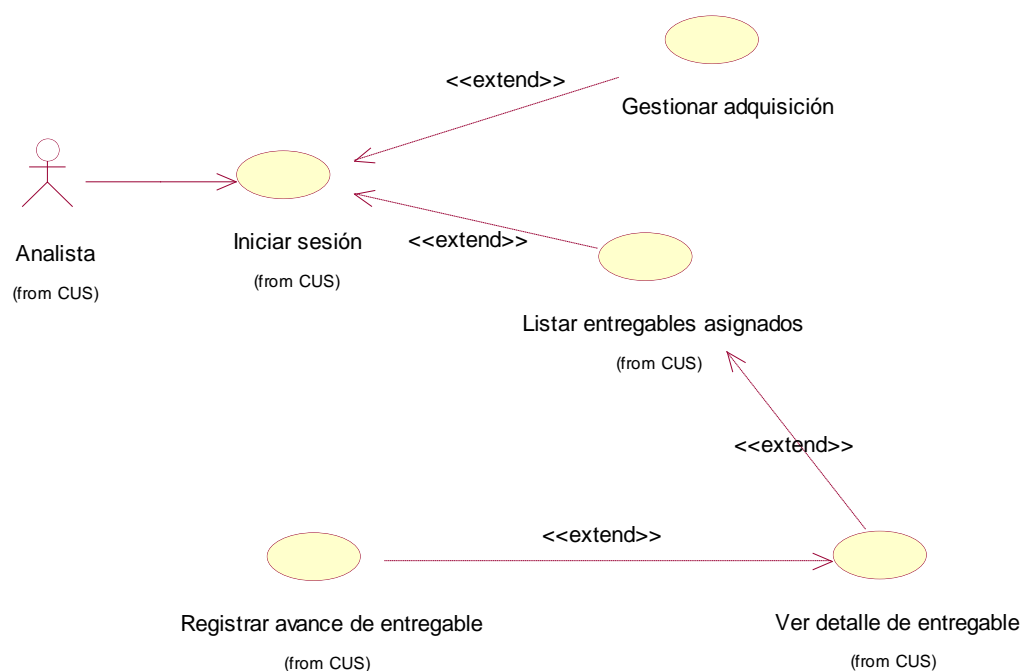 <<extend>>
Gestionar adquisición
Analista
(from CUS)
Iniciar sesión
(from CUS)
<<extend>>
Listar entregables asignados
(from CUS)
<<extend>>
<<extend>>
Registrar avance de entregable
(from CUS)
Ver detalle de entregable
(from CUS)